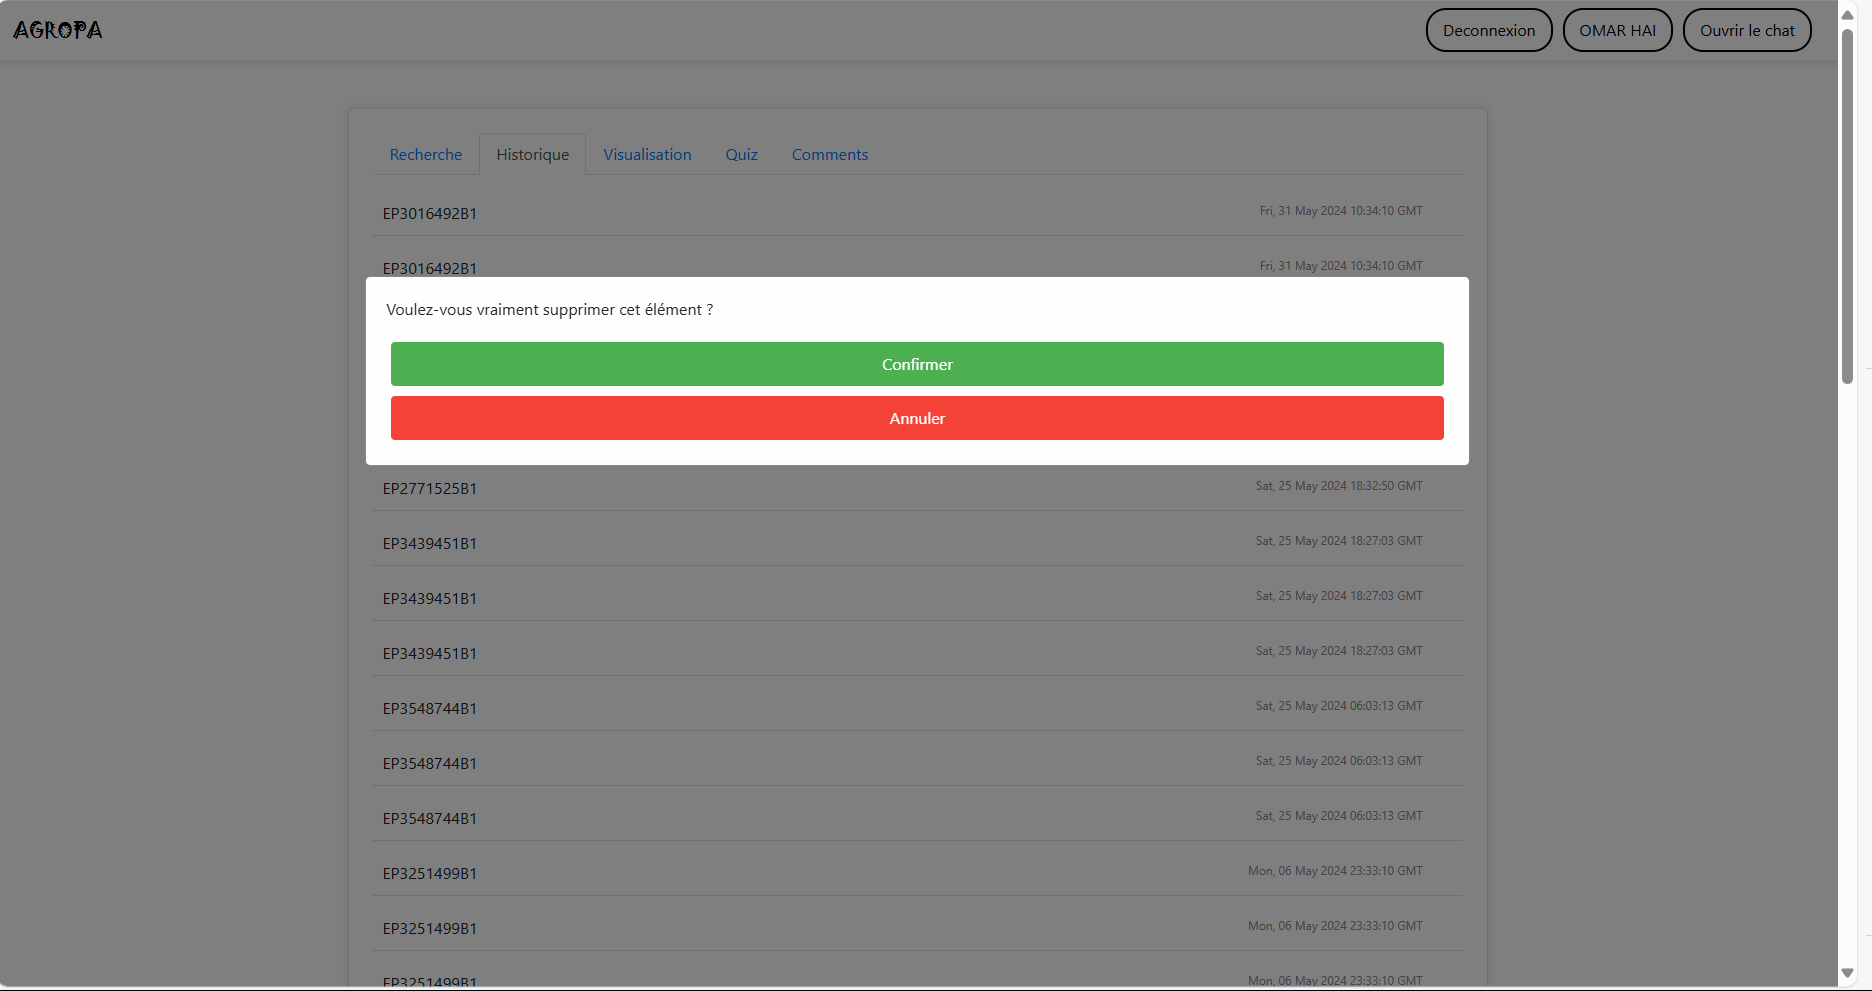 AGROPA
Deconnexion
OMAR HAI
Ouvrir le chat
Recherche
Historique
Visualisation
Quiz
Comments
EP3016492B1
Fri, 31 May 2024 10:34:10 GMT
EP3016492B1
Fri, 31 May 2024 10:34:10 GMT
Voulez-vous vraiment supprimer cet élément ?
Confirmer
Annuler
EP2771525B1
Sat, 25 May 2024 18:32:50 GMT
EP3439451B1
Sat, 25 May 2024 18:27:03 GMT
EP3439451B1
Sat, 25 May 2024 18:27:03 GMT
EP3439451B1
Sat, 25 May 2024 18:27:03 GMT
EP3548744B1
Sat, 25 May 2024 06:03:13 GMT
EP3548744B1
Sat, 25 May 2024 06:03:13 GMT
EP3548744B1
Sat, 25 May 2024 06:03:13 GMT
EP3251499B1
Mon, 06 May 2024 23:33:10 GMT
EP3251499B1
Mon, 06 May 2024 23:33:10 GMT
EP3251499B1
Mon, 06 May 2024 23:33:10 GMT